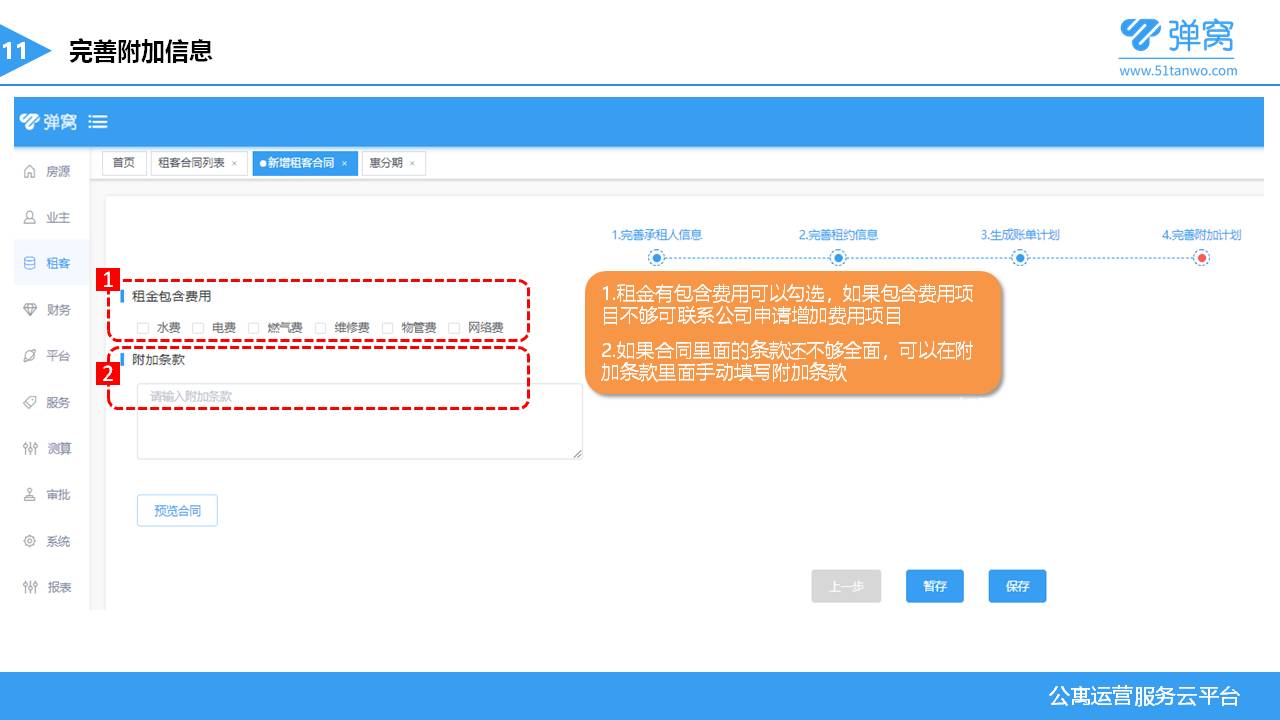 11
完善附加信息
弹窝
www.51tanwo.com
弹窝
房源
业主
租客
财务
平台
服务
测算
审批
系统
报表
首页
租客合同列表 ×
新增租客合同 ×
惠分期 ×
1.完善承租人信息
2.完善租约信息
3.生成账单计划
4.完善附加计划
1
租金包含费用
水费 电费 燃气费 维修费 物管费 网络费
2
附加条款
请输入附加条款
1.租金有包含费用可以勾选，如果包含费用项
目不够可联系公司申请增加费用项目
2.如果合同里面的条款还不够全面，可以在附
加条款里面手动填写附加条款
预览合同
上一步
暂存
保存
公寓运营服务云平台